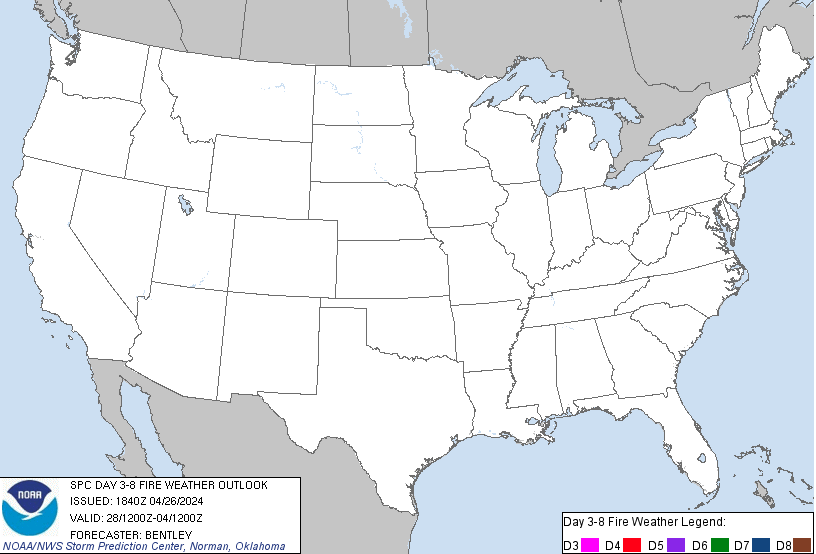 NOAA
SPC DAY 3-8 FIRE WEATHER OUTLOOK
ISSUED: 1840Z 04/26/2024
VALID: 28/1200Z-04/1200Z
FORECASTER: BENTLEY
NOAA/NWS Storm Prediction Center, Norman, Oklahoma
Day 3-8 Fire Weather Legend:
D3 D4 D5 D6 D7 D8